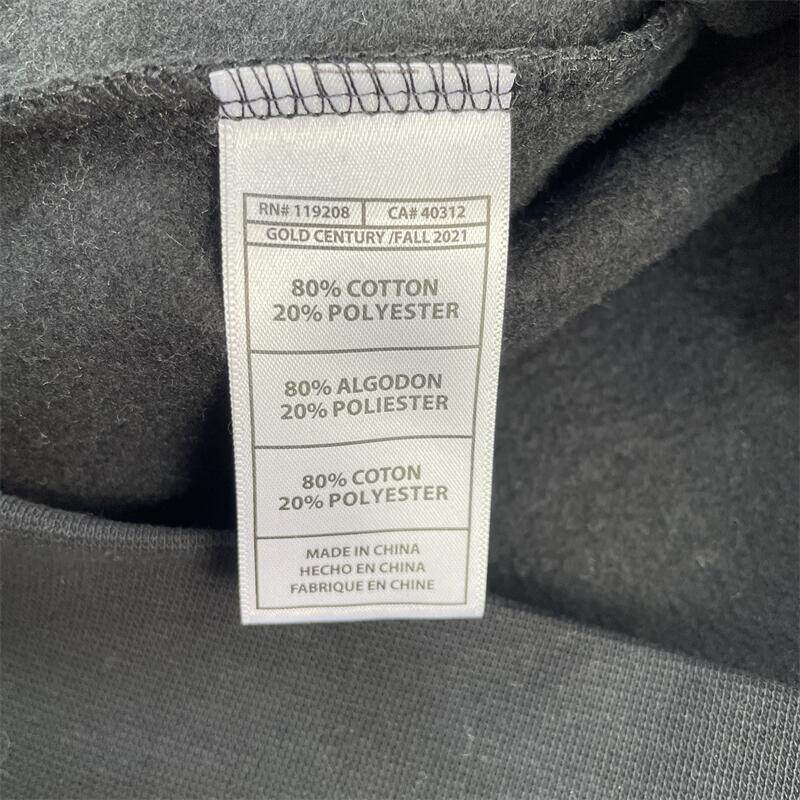 RN# 119208 CA# 40312
GOLD CENTURY /FALL 2021
80% COTTON
20% POLYESTER
80% ALGODON
20% POLIESTER
80% COTON
20% POLYESTER
MADE IN CHINA
HECHO EN CHINA
FABRIQUE EN CHINE